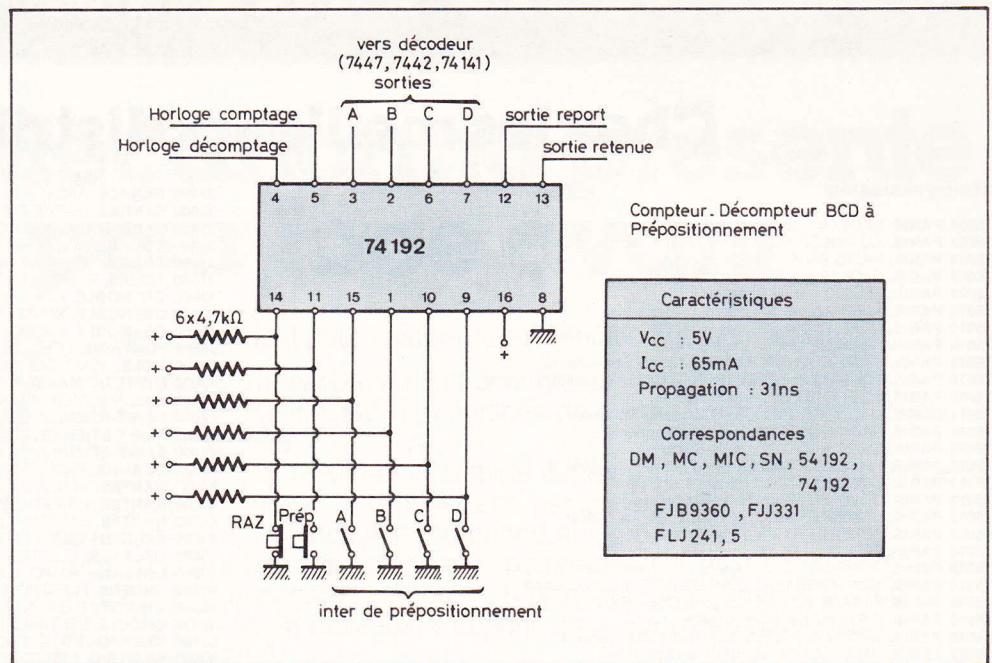 vers décodeur
(7447, 7442, 74141)
sorties
Horloge comptage
A B C D
sortie report
Horloge décomptage
sortie retenue
4 5 3 2 6 7 12 13
74192
14 11 15 1 10 9 16 8
Compteur. Décompteur BCD à
Prépositionnement
6x4,7kΩ
+
+
+
+
+
+
+
RAZ Prép A B C D
inter de prépositionnement
Caractéristiques
Vcc : 5V
Icc : 65mA
Propagation : 31ns
Correspondances
DM, MC, MIC, SN, 54192,
74192
FJB9360, FJJ331
FLJ241,5